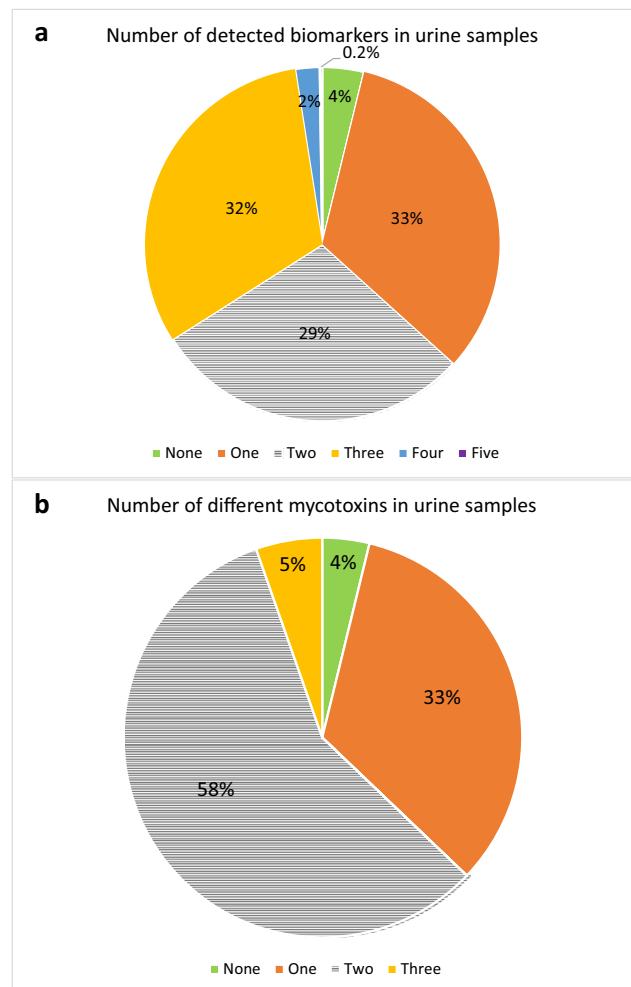 a
Number of detected biomarkers in urine samples
0.2%
2%
4%
32%
33%
29%
None One Two Three Four Five
b
Number of different mycotoxins in urine samples
5%
4%
33%
58%
None One Two Three